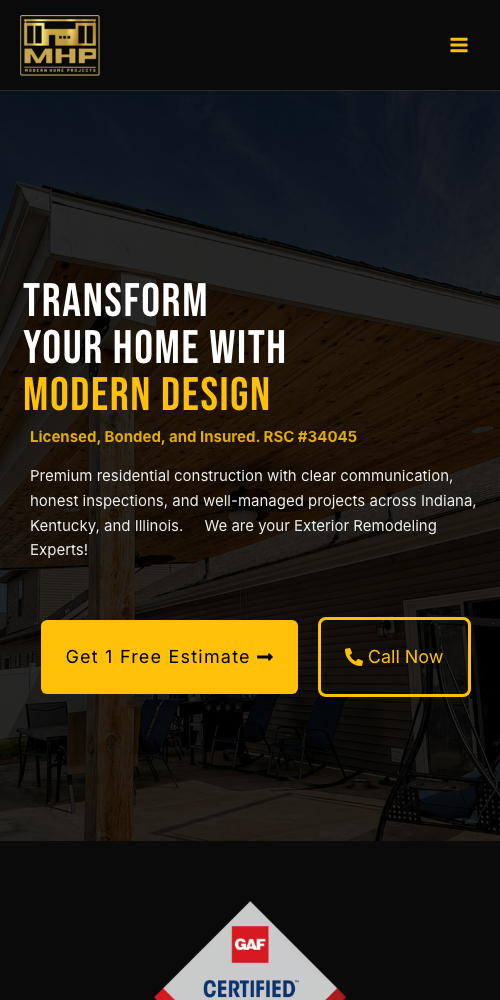 MHP
MODERN HOME PROJECTS
TRANSFORM
YOUR HOME WITH
MODERN DESIGN
Licensed, Bonded, and Insured. RSC #34045
Premium residential construction with clear communication,
honest inspections, and well-managed projects across Indiana,
Kentucky, and Illinois. We are your Exterior Remodeling
Experts!
Get 1 Free Estimate
Call Now
GAF
CERTIFIED™